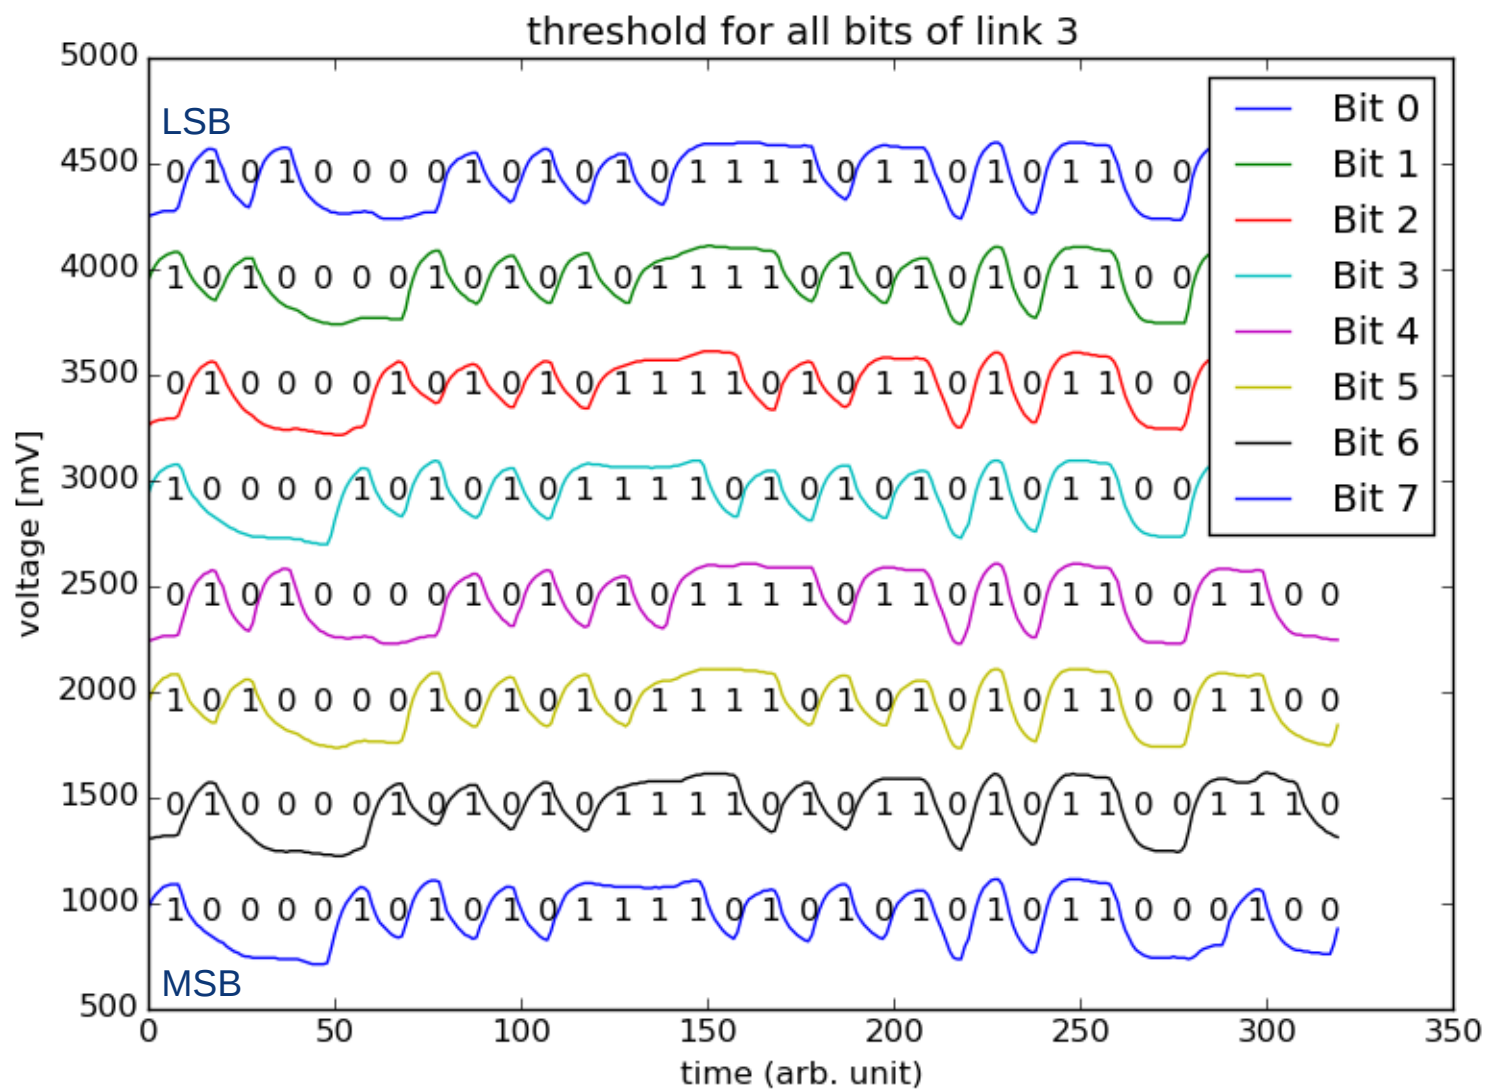 threshold for all bits of link 3
5000
LSB
Bit 0
4500
0 1 0 1 0 0 0 0 1 0 1 0 1 0 1 1 1 1 0 1 1 0 1 0 1 1 0 0
Bit 1
4000
1 0 1 0 0 0 0 1 0 1 0 1 0 1 1 1 1 0 1 0 1 0 1 0 1 1 0 0
Bit 2
3500
0 1 0 0 0 0 1 0 1 0 1 0 1 1 1 1 0 1 0 1 1 0 1 0 1 1 0 0
Bit 3
3000
1 0 0 0 0 1 0 1 0 1 0 1 1 1 1 0 1 0 1 0 1 0 1 0 1 1 0 0
Bit 4
2500
0 1 0 1 0 0 0 0 1 0 1 0 1 0 1 1 1 1 0 1 1 0 1 0 1 1 0 0 1 1 0 0
Bit 5
2000
1 0 1 0 0 0 0 1 0 1 0 1 0 1 1 1 1 0 1 0 1 0 1 0 1 1 0 0 1 1 0 0
Bit 6
1500
0 1 0 0 0 0 1 0 1 0 1 0 1 1 1 1 0 1 0 1 1 0 1 0 1 1 0 0 1 1 1 0
Bit 7
1000
1 0 0 0 0 1 0 1 0 1 0 1 1 1 1 0 1 0 1 0 1 0 1 0 1 1 0 0 0 1 0 0
MSB
500
0 50 100 150 200 250 300 350
time (arb. unit)
voltage [mV]